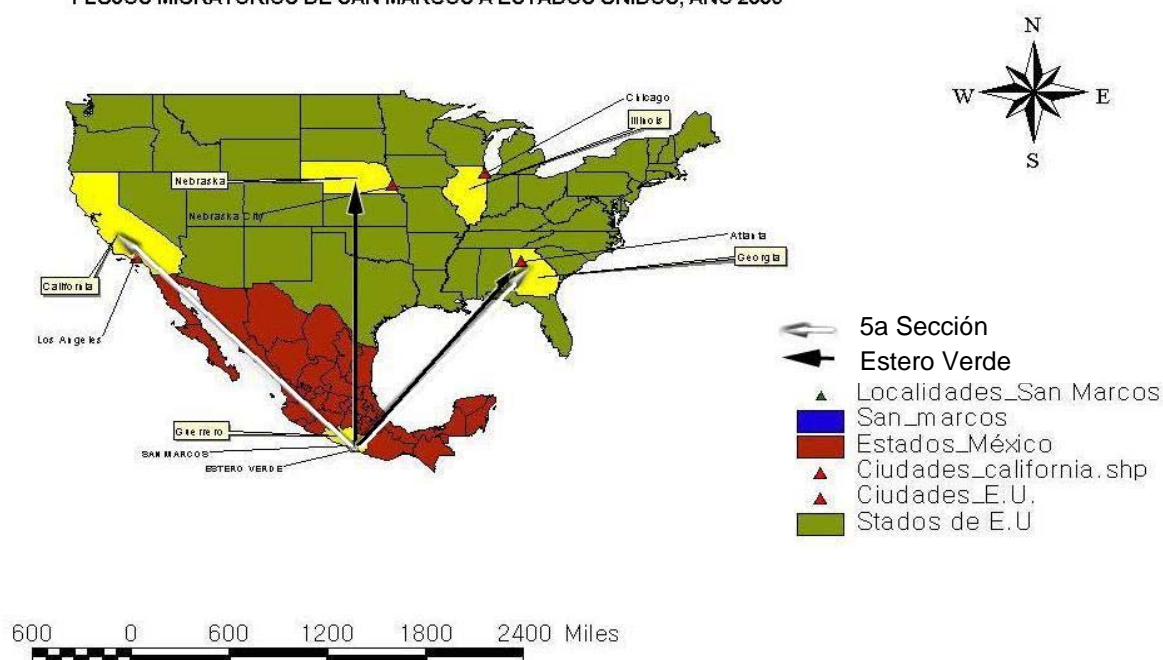 MIGRATORIOS DE SAN MARCOS A ESTADOS UNIDOS, AÑO
N
W E
S
Chicago
Illinois
Nebraska
Nebraska City
Atlanta
Georgia
California
Los Angeles
Guerrero
SAN MARCOS
ESTERO VERDE
5a Sección
Estero Verde
Localidades_San Marcos
San_marcos
Estados_México
Ciudades_california.shp
Ciudades_E.U.
Stados de E.U
600 0 600 1200 1800 2400 Miles